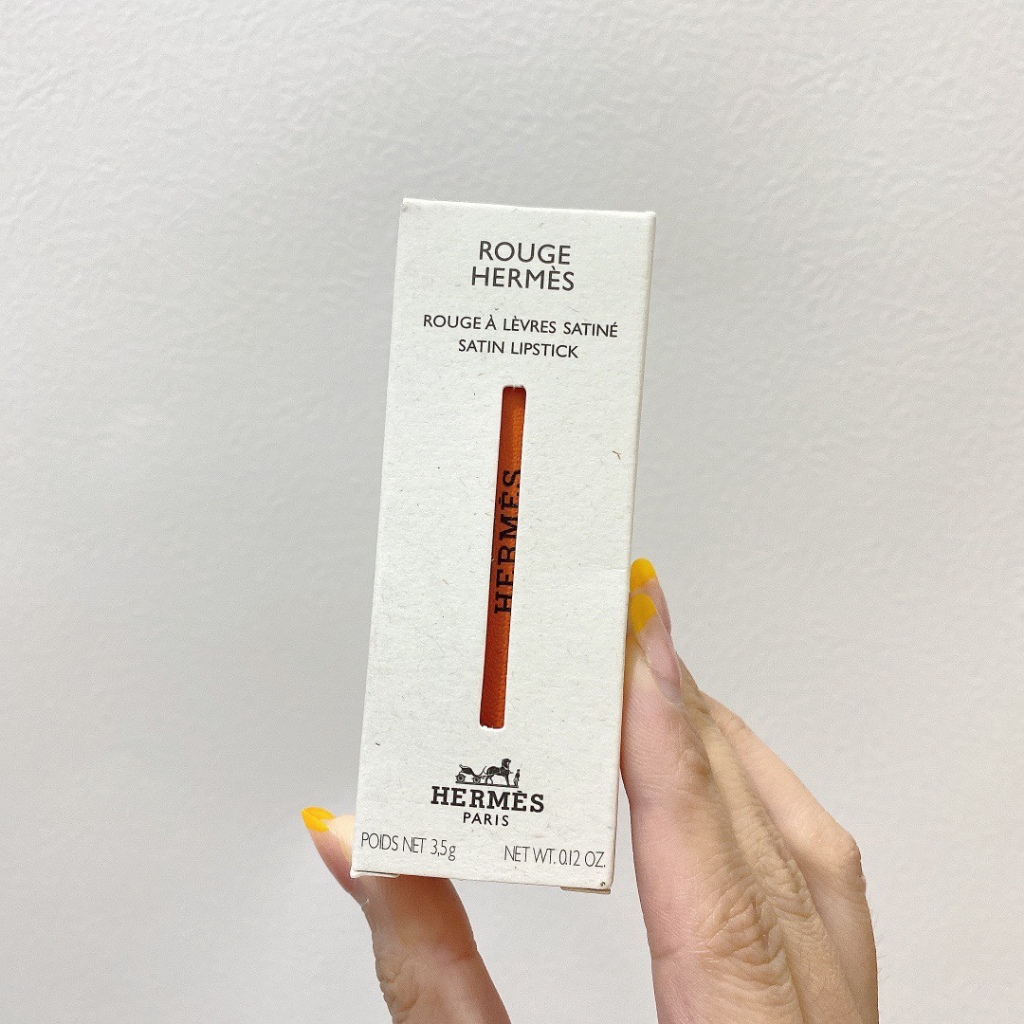 ROUGE
HERMÈS
ROUGE À LÈVRES SATINÉ
SATIN LIPSTICK
HERMÈS
HERMÈS
PARIS
POIDS NET 3,5g NET WT. 0.12 OZ.